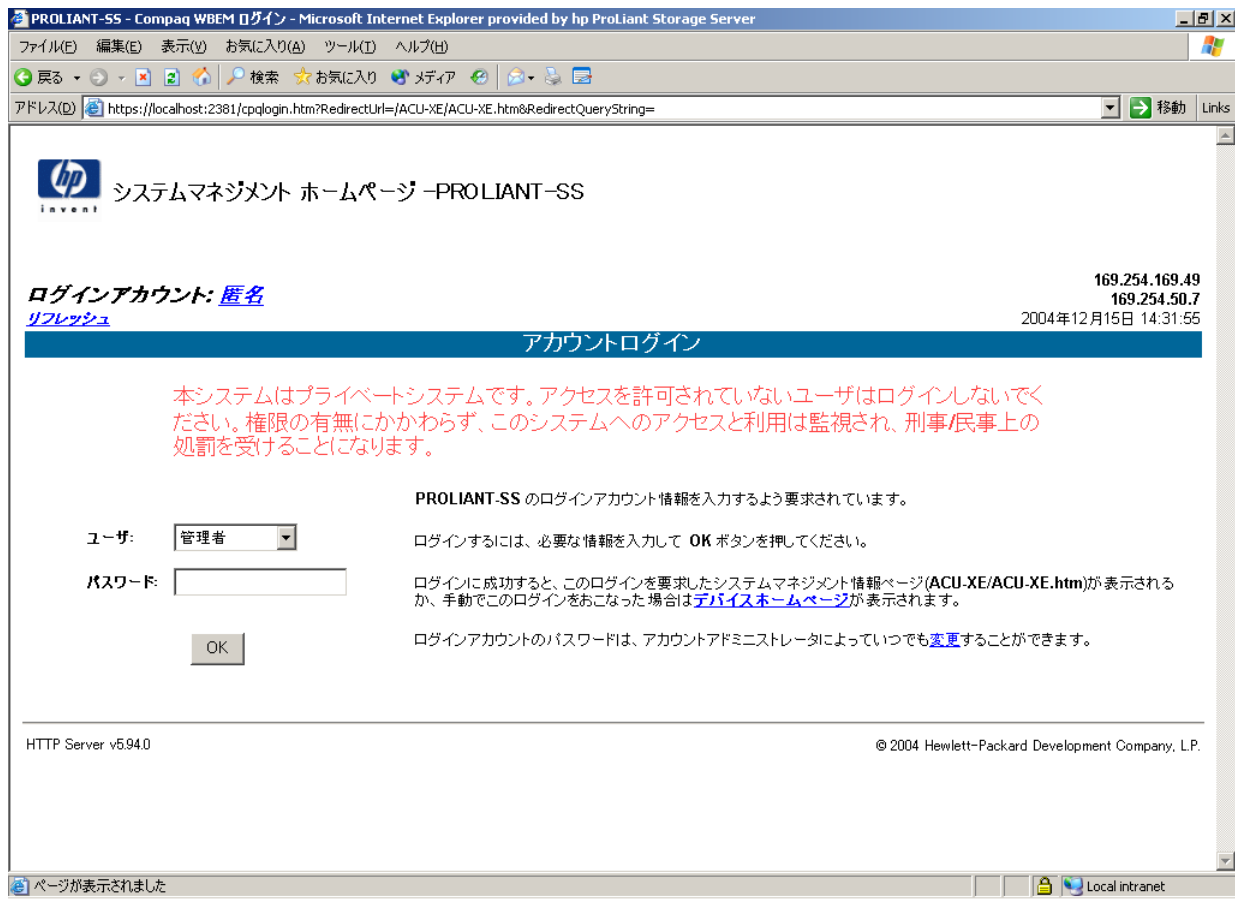 PROLIANT-SS - Compaq WBEM ログイン - Microsoft Internet Explorer provided by hp ProLiant Storage Server
ファイル(F) 編集(E) 表示(V) お気に入り(A) ツール(T) ヘルプ(H)
戻る 検索 お気に入り メディア
アドレス(D) https://localhost:2381/cpqlogin.htm?RedirectUrl=/ACU-XE/ACU-XE.htm&RedirectQueryString= 移動 Links
hp
invent
システムマネジメント ホームページ -PROLIANT-SS
169.254.169.49
ログインアカウント: 匿名
169.254.50.7
リフレッシュ
2004年12月15日 14:31:55
アカウントログイン
本システムはプライベートシステムです。アクセスを許可されていないユーザはログインしないでく
ださい。権限の有無にかかわらず、このシステムへのアクセスと利用は監視され、刑事/民事上の
処罰を受けることになります。
PROLIANT-SS のログインアカウント情報を入力するよう要求されています。
ユーザ: 管理者
ログインするには、必要な情報を入力して OK ボタンを押してください。
パスワード:
ログインに成功すると、このログインを要求したシステムマネジメント情報ページ(ACU-XE/ACU-XE.htm)が表示される
か、手動でこのログインをおこなった場合はデバイスホームページが表示されます。
OK
ログインアカウントのパスワードは、アカウントアドミニストレータによっていつでも変更することができます。
HTTP Server v5.94.0
© 2004 Hewlett-Packard Development Company, L.P.
ページが表示されました
Local intranet